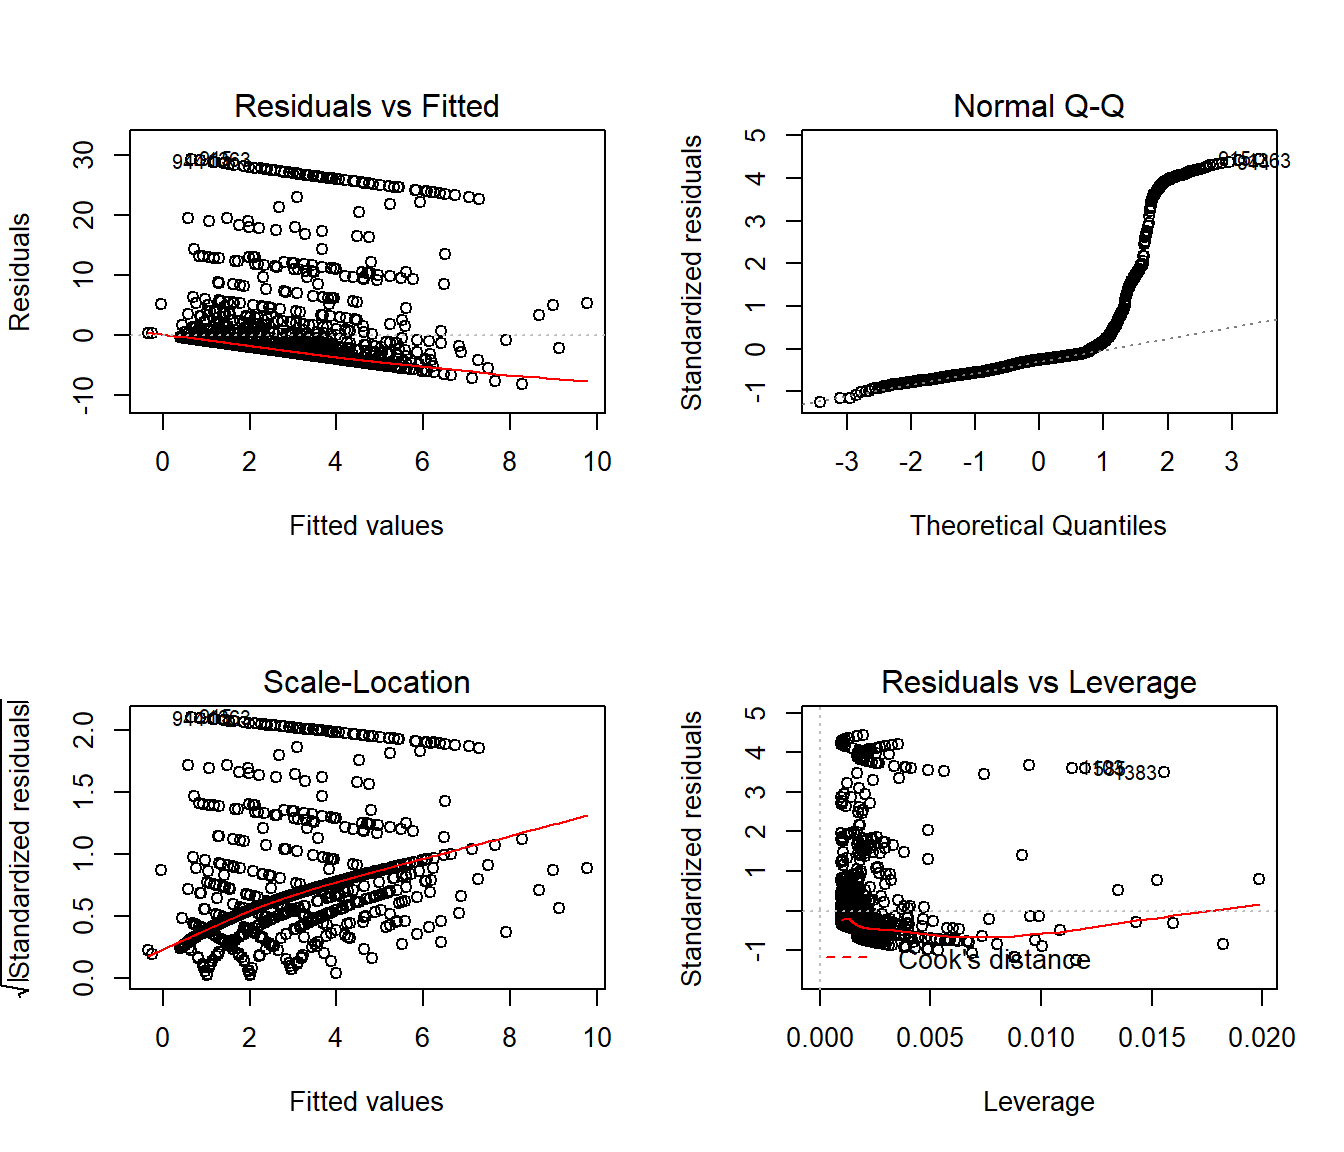 Residuals vs Fitted
Residuals
30
20
10
0
-10
0 2 4 6 8 10
Fitted values
Normal Q-Q
Standardized residuals
5
4
3
2
1
0
-1
-3 -2 -1 0 1 2 3
Theoretical Quantiles
Scale-Location
√|Standardized residuals|
2.0
1.5
1.0
0.5
0.0
0 2 4 6 8 10
Fitted values
Residuals vs Leverage
Standardized residuals
5
4
3
2
1
-1
1383
Cook's distance
0.000 0.005 0.010 0.015 0.020
Leverage